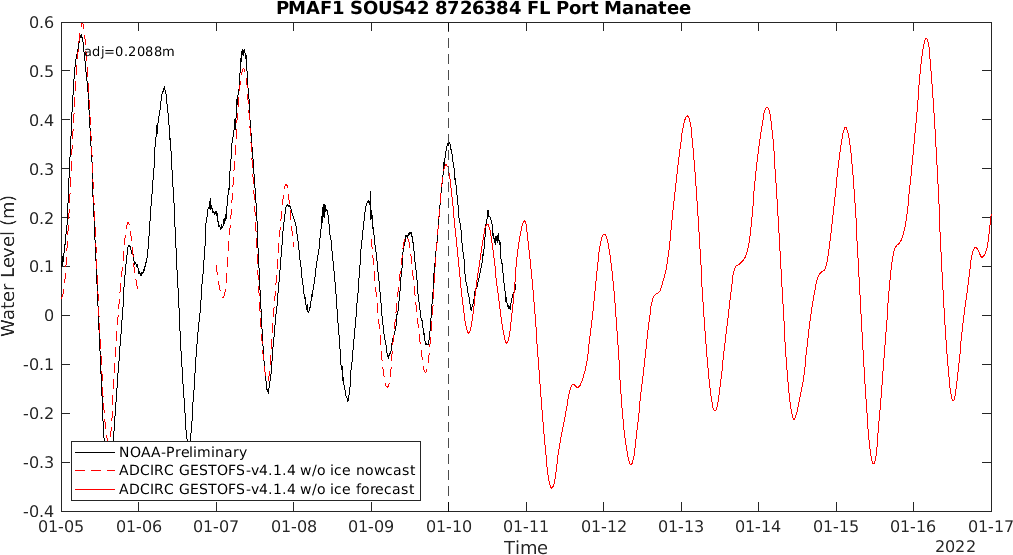 PMAF1 SOUS42 8726384 FL Port Manatee
adj=0.2088m
Water Level (m)
0.6
0.5
0.4
0.3
0.2
0.1
0
-0.1
-0.2
-0.3
-0.4
NOAA-Preliminary
ADCIRC GESTOFS-v4.1.4 w/o ice nowcast
ADCIRC GESTOFS-v4.1.4 w/o ice forecast
01-05 01-06 01-07 01-08 01-09 01-10 01-11 01-12 01-13 01-14 01-15 01-16 01-17
Time
2022